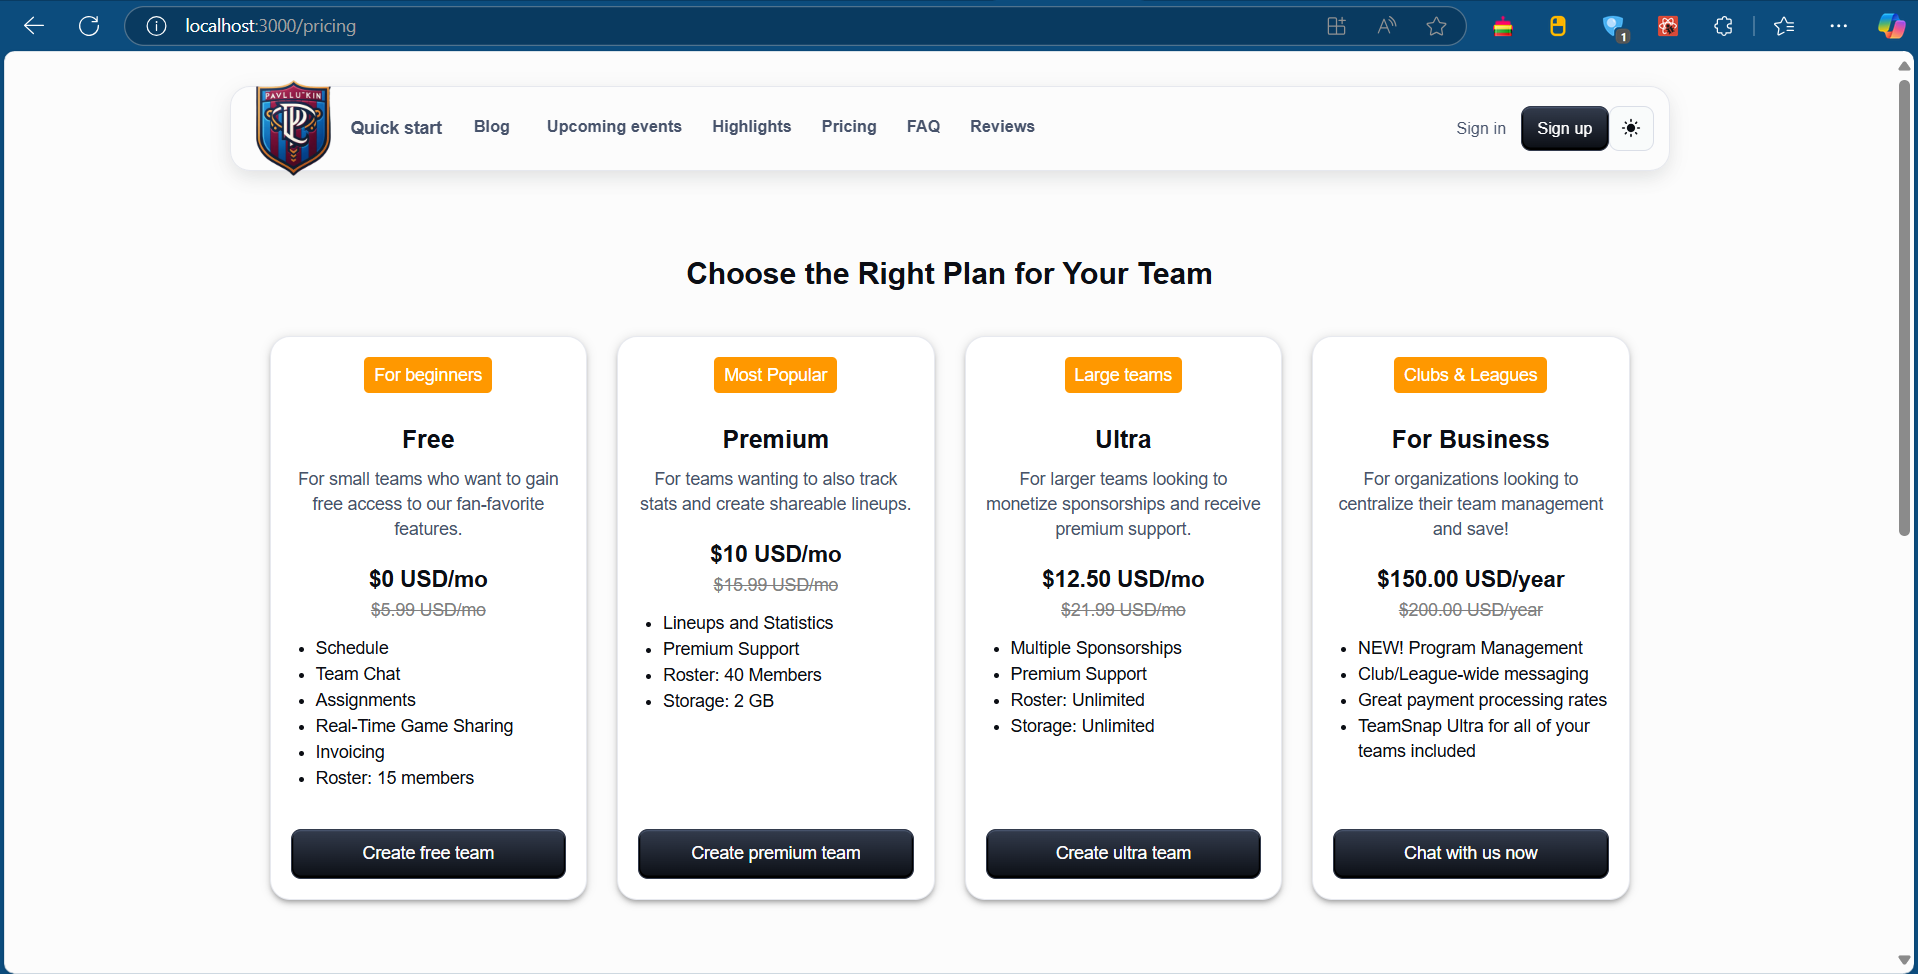 localhost:3000/pricing
1
PAVLLUTKIN
Quick start
Blog
Upcoming events
Highlights
Pricing
FAQ
Reviews
Sign in
Sign up
Choose the Right Plan for Your Team
For beginners
Free
For small teams who want to gain
free access to our fan-favorite
features.
$0 USD/mo
$5.99 USD/mo
Schedule
Team Chat
Assignments
Real-Time Game Sharing
Invoicing
Roster: 15 members
Create free team
Most Popular
Premium
For teams wanting to also track
stats and create shareable lineups.
$10 USD/mo
$15.99 USD/mo
Lineups and Statistics
Premium Support
Roster: 40 Members
Storage: 2 GB
Create premium team
Large teams
Ultra
For larger teams looking to
monetize sponsorships and receive
premium support.
$12.50 USD/mo
$21.99 USD/mo
Multiple Sponsorships
Premium Support
Roster: Unlimited
Storage: Unlimited
Create ultra team
Clubs & Leagues
For Business
For organizations looking to
centralize their team management
and save!
$150.00 USD/year
$200.00 USD/year
NEW! Program Management
Club/League-wide messaging
Great payment processing rates
TeamSnap Ultra for all of your
teams included
Chat with us now